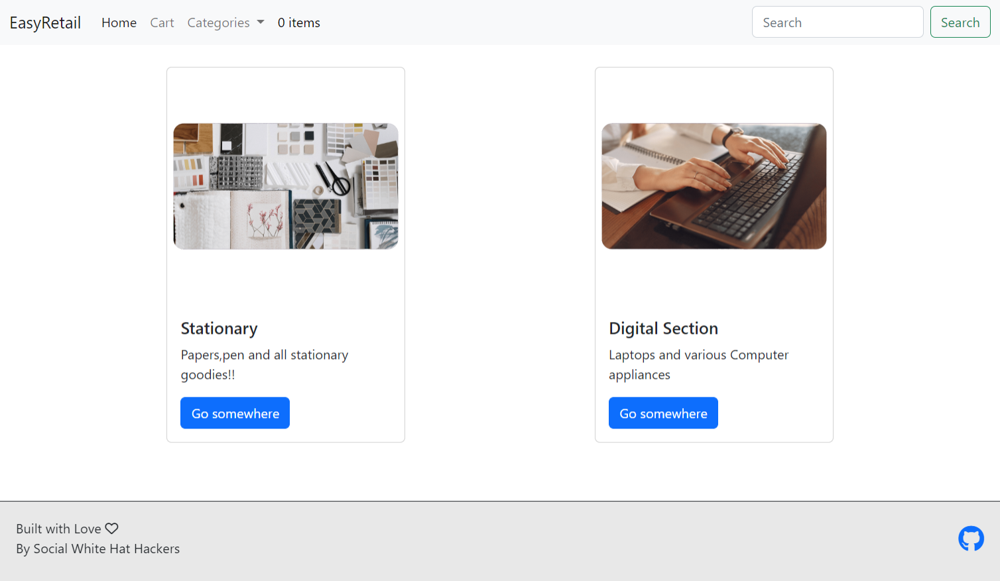 EasyRetail Home Cart Categories 0 items Search Search
Stationary
Papers,pen and all stationary
goodies!!
Go somewhere
Digital Section
Laptops and various Computer
appliances
Go somewhere
Built with Love
By Social White Hat Hackers